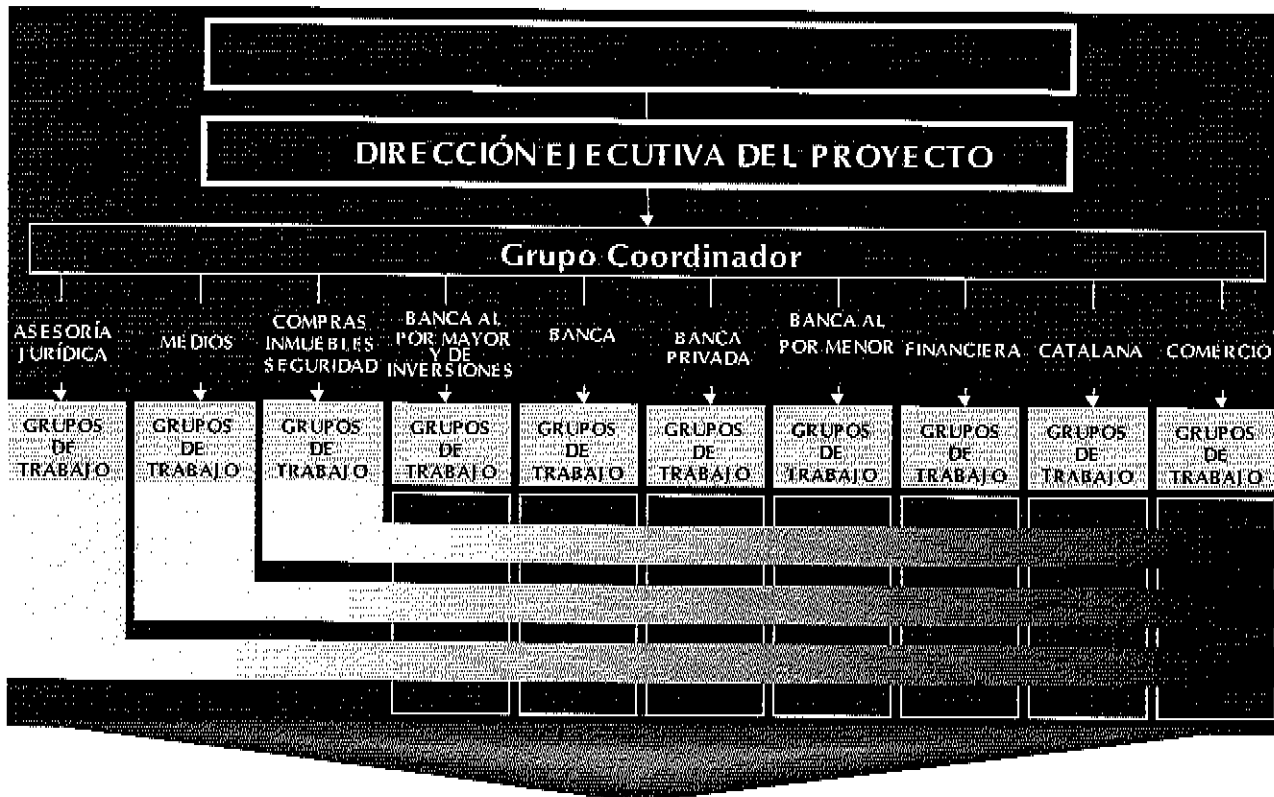 DIRECCIÓN EJECUTIVA DEL PROYECTO
Grupo Coordinador
ASESORÍA
JURÍDICA
MEDIOS
COMPRAS
INMUEBLES
SEGURIDAD
BANCA AL
POR MAYOR
Y DE
INVERSIONES
BANCA
BANCA
PRIVADA
BANCA AL
POR MENOR
FINANCIERA
CATALANA
COMERCIO
GRUPOS
DE
TRABAJO
GRUPOS
DE
TRABAJO
GRUPOS
DE
TRABAJO
GRUPOS
DE
TRABAJO
GRUPOS
DE
TRABAJO
GRUPOS
DE
TRABAJO
GRUPOS
DE
TRABAJO
GRUPOS
DE
TRABAJO
GRUPOS
DE
TRABAJO
GRUPOS
DE
TRABAJO